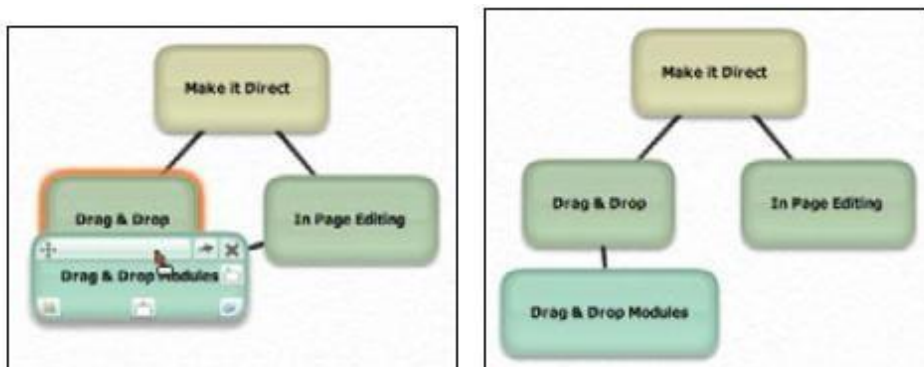 Make it Direct
Drag & Drop
In Page Editing
Drag & Drop Modules
Make it Direct
Drag & Drop
In Page Editing
Drag & Drop Modules